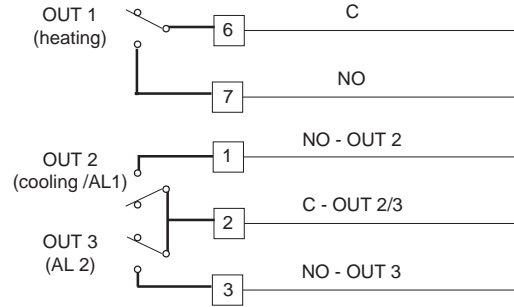 OUT 1
(heating)
6
C
7
NO
OUT 2
(cooling /AL1)
1
NO - OUT 2
2
C - OUT 2/3
OUT 3
(AL 2)
3
NO - OUT 3